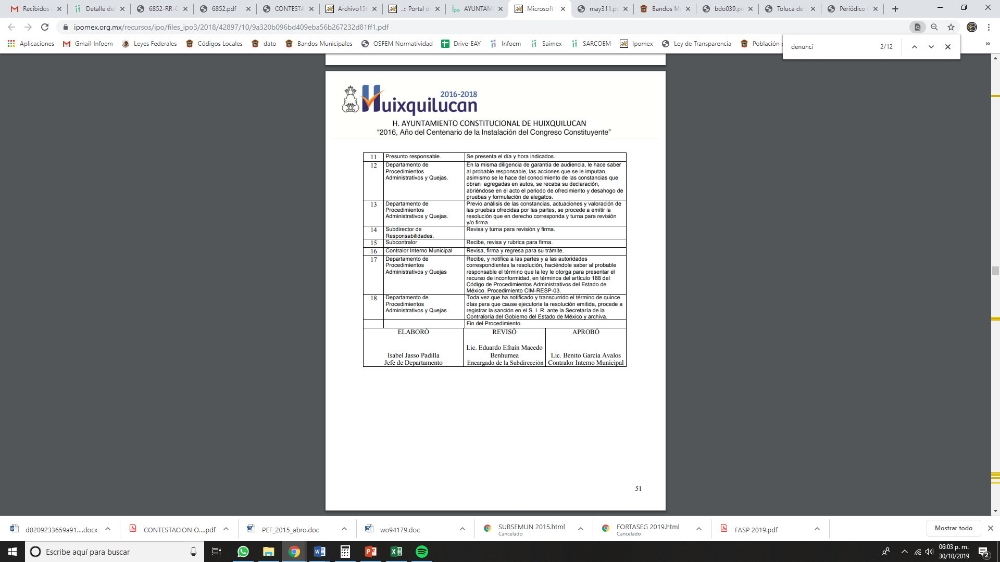 Recibidos
Detalle de
6852-RR-C
6852.pdf
CONTESTA
Archivo15
..:: Portal d
AYUNTAM
Microsoft
may311.p
Bandos M
bdo039.p
Toluca de
Periódico
ipomex.org.mx/recursos/ipo/files_ipo3/2018/42897/10/9a320b096bd409eba56b267232d81ff1.pdf
Aplicaciones
Gmail-Infoem
Leyes Federales
Códigos Locales
dato
Bandos Municipales
OSFEM Normatividad
Drive-EAY
Infoem
Saimex
SARCOEM
Ipomex
Ley de Transparencia
Población
denunci
2/12
2016-2018
Huixquilucan
H. AYUNTAMIENTO CONSTITUCIONAL DE HUIXQUILUCAN
“2016, Año del Centenario de la Instalación del Congreso Constituyente”
11 Presunto responsable. Se presenta el día y hora indicados.
12 Departamento de Procedimientos Administrativos y Quejas. En la misma diligencia de garantía de audiencia, le hace saber
al probable responsable, las acciones que se le imputan,
asimismo se le hace del conocimiento de las constancias que
obran agregadas en autos, se recaba su declaración,
abriéndose en el acto el periodo de ofrecimiento y desahogo de
pruebas y formulación de alegatos.
13 Departamento de Procedimientos Administrativos y Quejas. Previo análisis de las constancias, actuaciones y valoración de
las pruebas ofrecidas por las partes, se procede a emitir la
resolución que en derecho corresponda y turna para revisión
y/o firma.
14 Subdirector de Responsabilidades. Revisa y turna para revisión y firma.
15 Subcontralor Recibe, revisa y rubrica para firma.
16 Contralor Interno Municipal Revisa, firma y regresa para su trámite.
17 Departamento de Procedimientos Administrativos y Quejas Recibe, y notifica a las partes y a las autoridades
correspondientes la resolución, haciéndole saber al probable
responsable el término que la ley le otorga para presentar el
recurso de inconformidad, en términos del artículo 188 del
Código de Procedimientos Administrativos del Estado de
México. Procedimiento CIM-RESP-03.
18 Departamento de Procedimientos Administrativos y Quejas Toda vez que ha notificado y transcurrido el término de quince
días para que cause ejecutoria la resolución emitida, procede a
registrar la sanción en el S. I. R. ante la Secretaría de la
Contraloría del Gobierno del Estado de México y archiva.
Fin del Procedimiento.
ELABORÓ
Isabel Jasso Padilla
Jefe de Departamento
REVISÓ
Lic. Eduardo Efraín Macedo
Benhumea
Encargado de la Subdirección
APROBÓ
Lic. Benito García Avalos
Contralor Interno Municipal
51
d0209233659a91....docx
CONTESTACION O....pdf
PEF_2015_abro.doc
wo94179.doc
SUBSEMUN 2015.html
Cancelado
FORTASEG 2019.html
Cancelado
FASP 2019.pdf
Mostrar todo
Escribe aquí para buscar
06:03 p. m.
30/10/2019
2